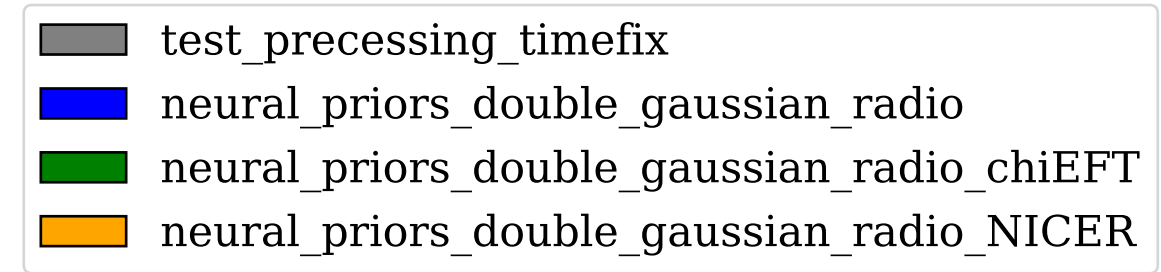 test_precessing_timefix
neural_priors_double_gaussian_radio
neural_priors_double_gaussian_radio_chiEFT
neural_priors_double_gaussian_radio_NICER